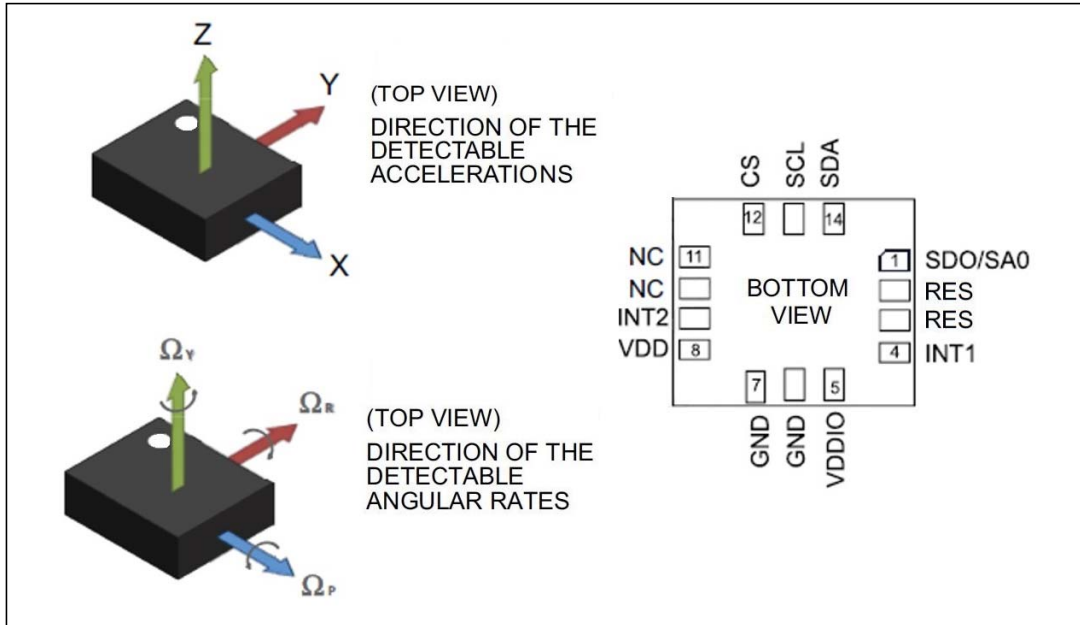 Z
Y
(TOP VIEW)
DIRECTION OF THE
DETECTABLE
ACCELERATIONS
X
ΩY
ΩR
(TOP VIEW)
DIRECTION OF THE
DETECTABLE
ANGULAR RATES
ΩP
CS
SCL
SDA
12
14
NC
11
1
SDO/SA0
NC
BOTTOM
VIEW
RES
INT2
RES
VDD
8
4
INT1
7
5
GND
GND
VDDIO